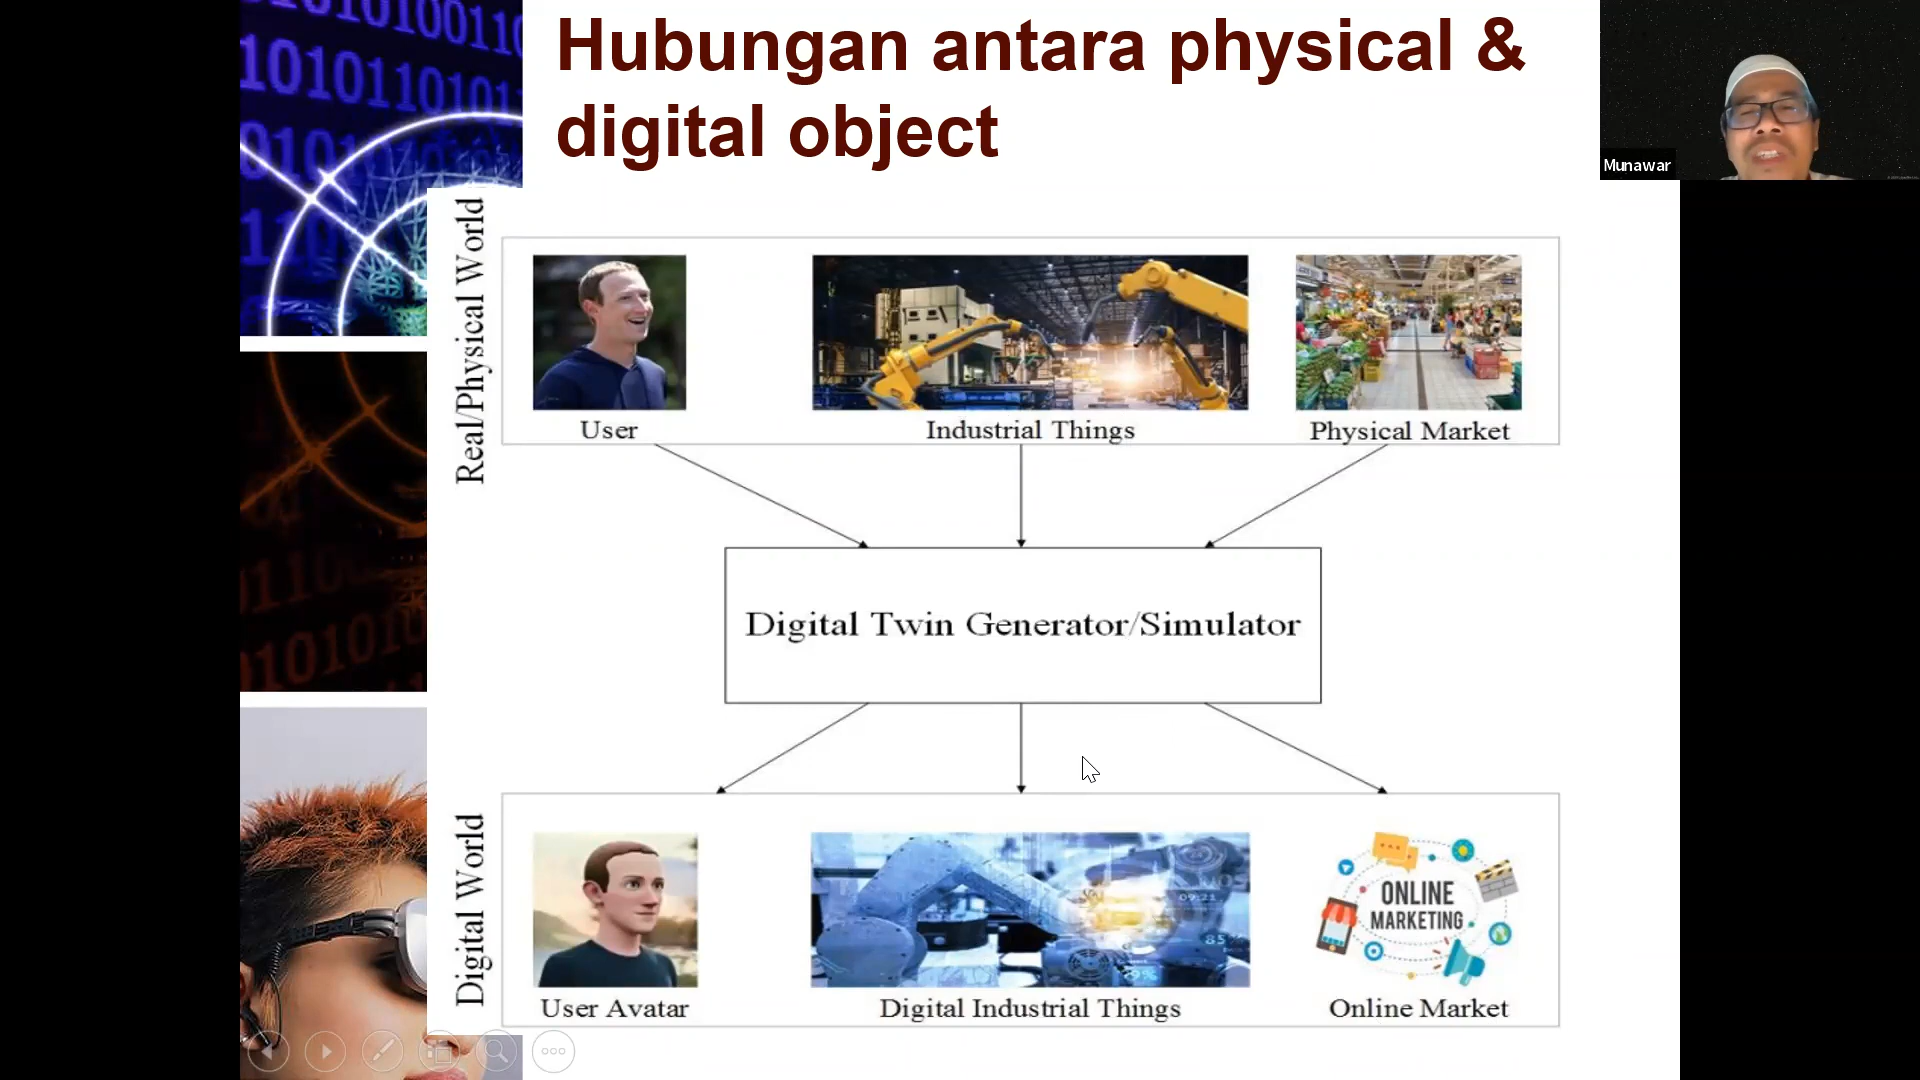 Hubungan antara physical &
digital object
Munawar
Real/Physical World
User
Industrial Things
Physical Market
Digital Twin Generator/Simulator
Digital World
ONLINE
MARKETING
User Avatar
Digital Industrial Things
Online Market